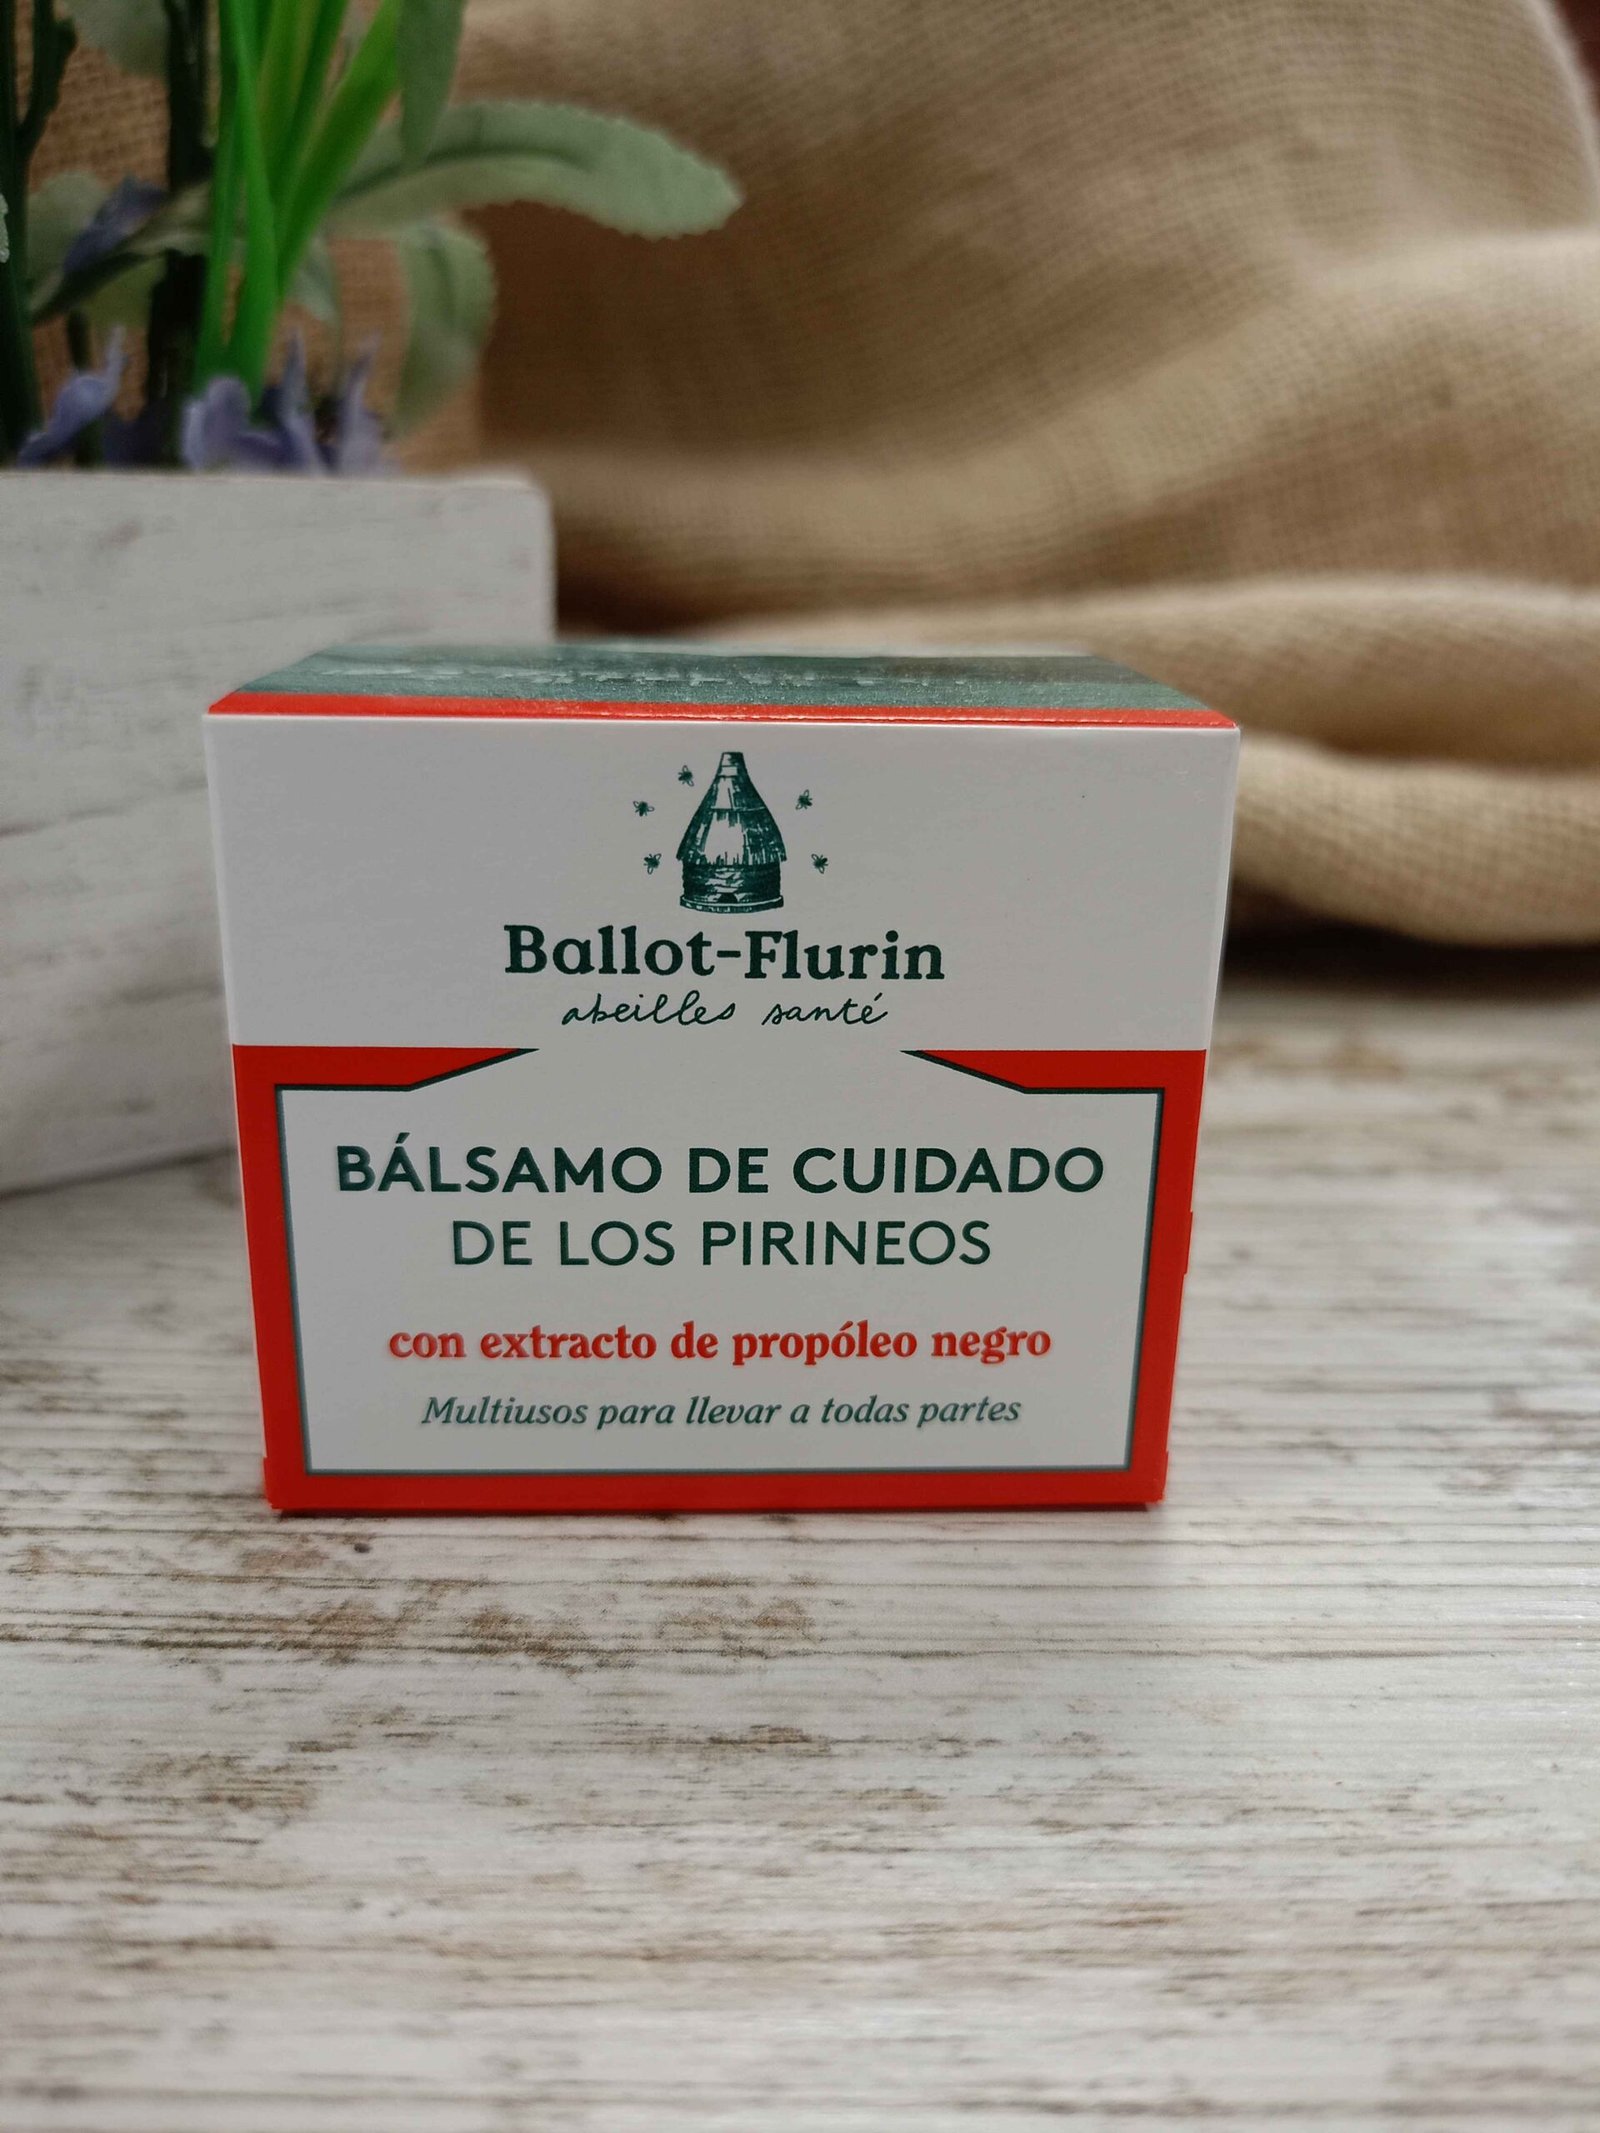 Ballot-Flurin
abeilles santé
BÁLSAMO DE CUIDADO
DE LOS PIRINEOS
con extracto de propóleo negro
Multiusos para llevar a todas partes